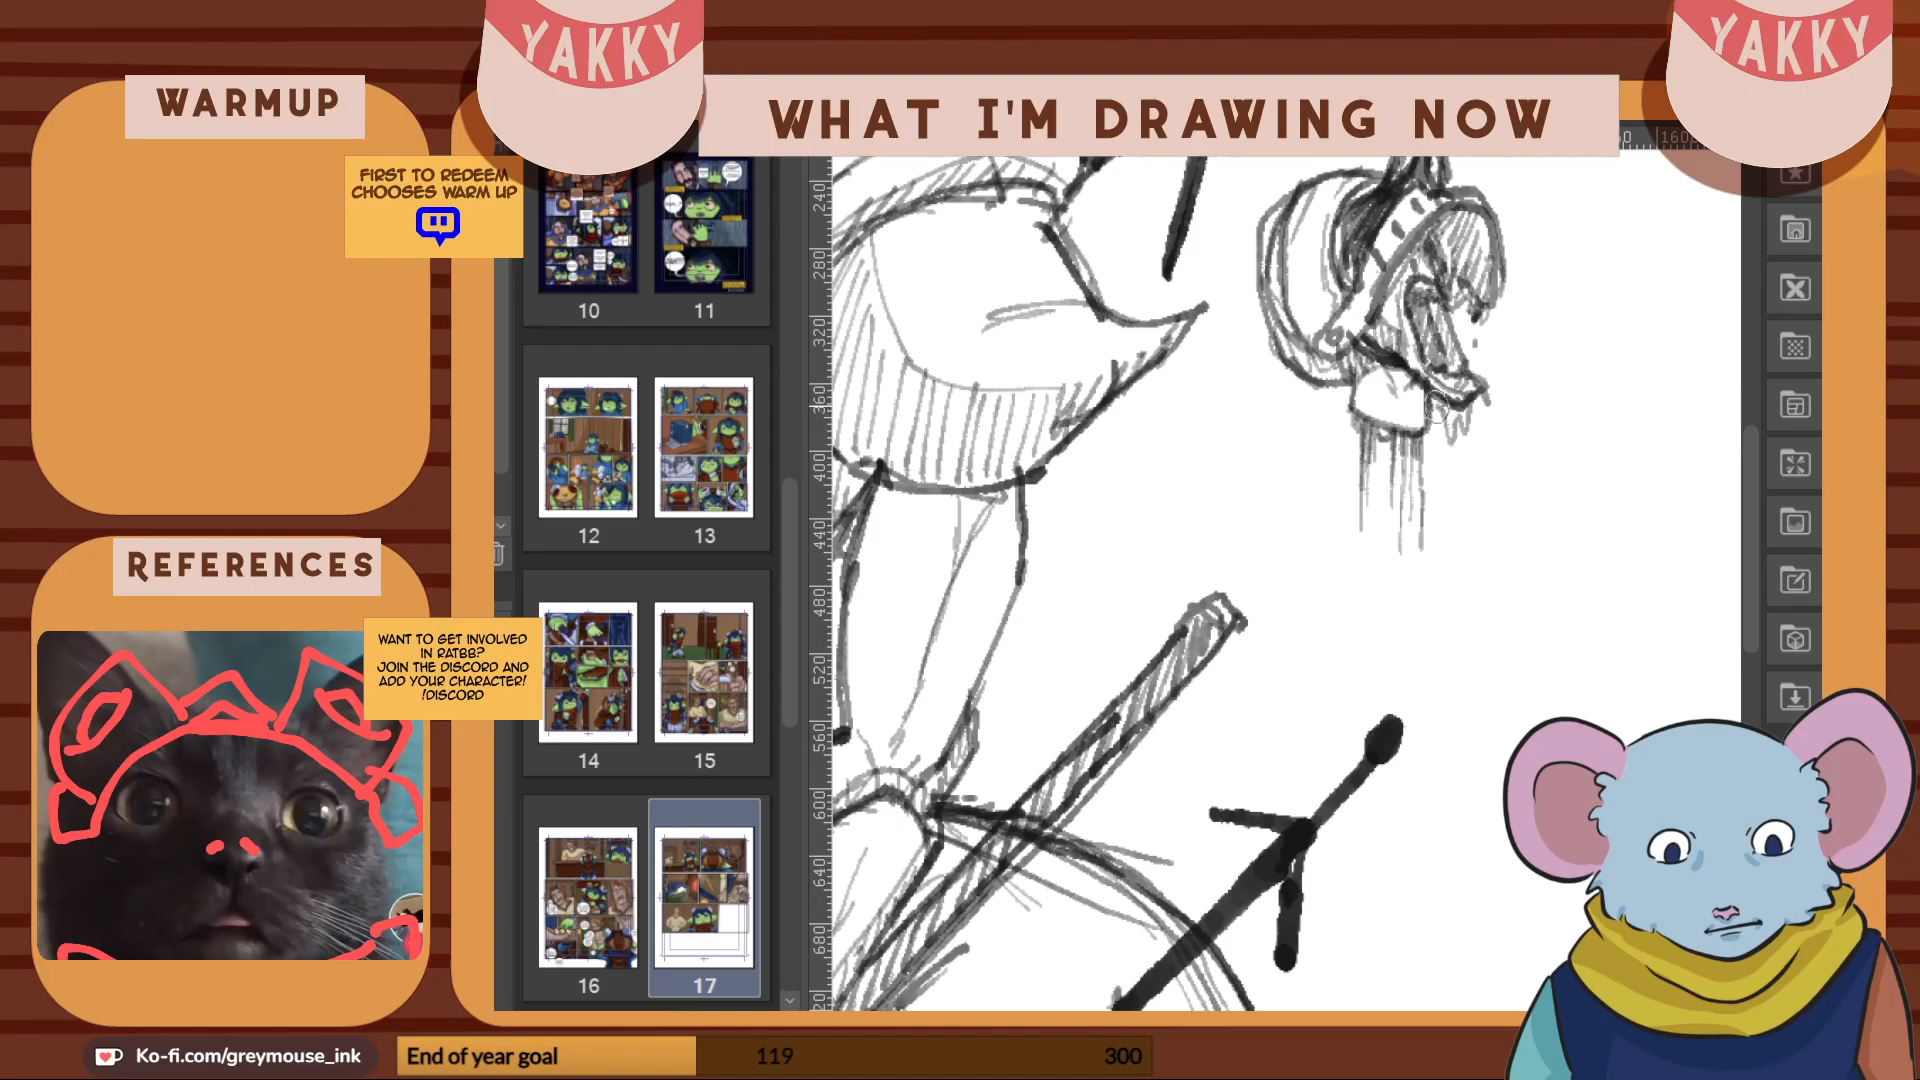 YAKKY
YAKKY
WARMUP
WHAT I'M DRAWING NOW
FIRST TO REDEEM
CHOOSES WARM UP
10
11
12
13
14
15
16
17
240
280
320
360
400
440
480
520
560
600
640
680
REFERENCES
WANT TO GET INVOLVED
IN RAT88?
JOIN THE DISCORD AND
ADD YOUR CHARACTER!
!DISCORD
Ko-fi.com/greymouse_ink
End of year goal
119
300